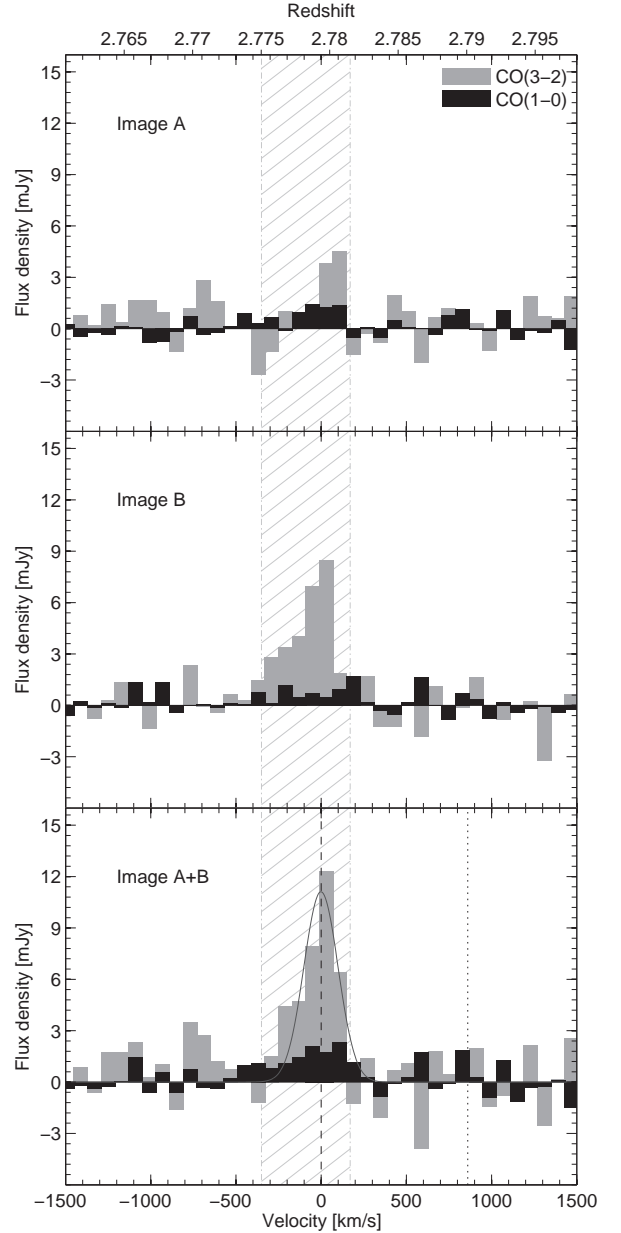 Redshift
2.765 2.77 2.775 2.78 2.785 2.79 2.795
15
12
9
6
3
0
−3
Flux density [mJy]
Image A
CO(3−2)
CO(1−0)
15
12
9
6
3
0
−3
Flux density [mJy]
Image B
15
12
9
6
3
0
−3
Flux density [mJy]
Image A+B
−1500 −1000 −500 0 500 1000 1500
Velocity [km/s]